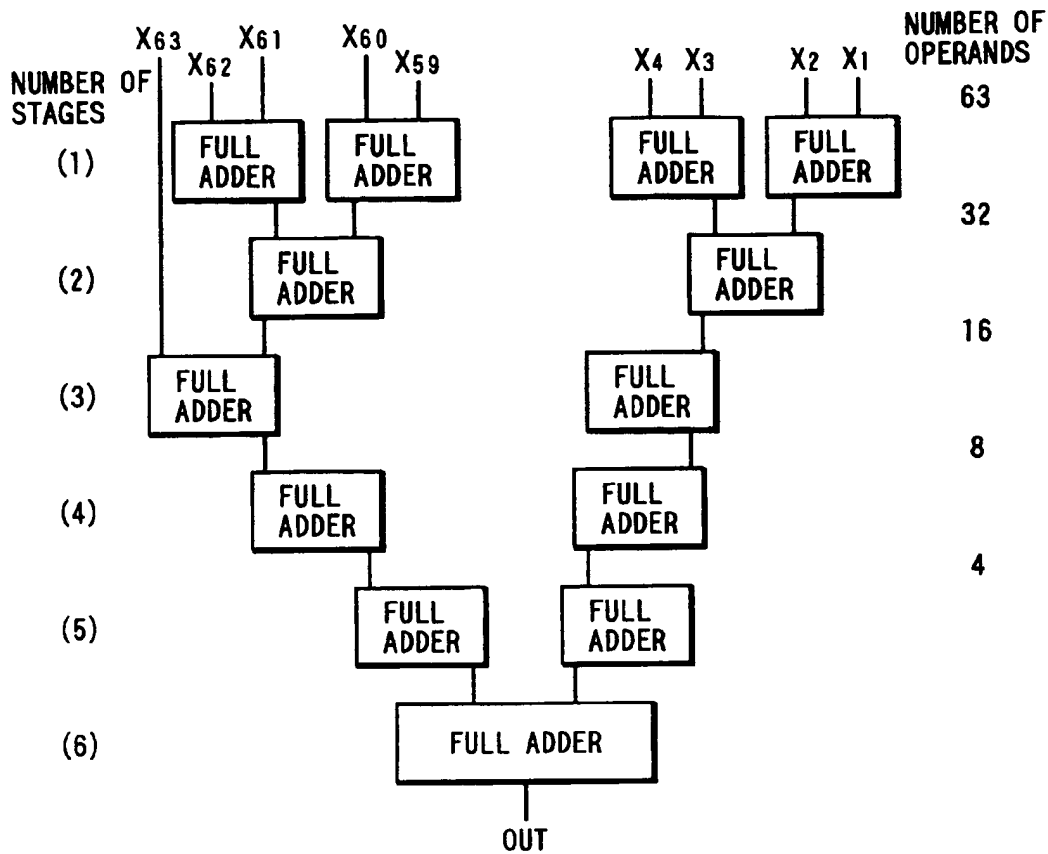 X63 X61 X60 NUMBER OF
X62 X59 X4 X3 X2 X1 OPERANDS
NUMBER OF
STAGES 63
(1) FULL FULL FULL FULL
ADDER ADDER ADDER ADDER
32
(2) FULL FULL
ADDER ADDER
16
(3) FULL FULL
ADDER ADDER
8
(4) FULL FULL
ADDER ADDER
4
(5) FULL FULL
ADDER ADDER
(6) FULL ADDER
OUT